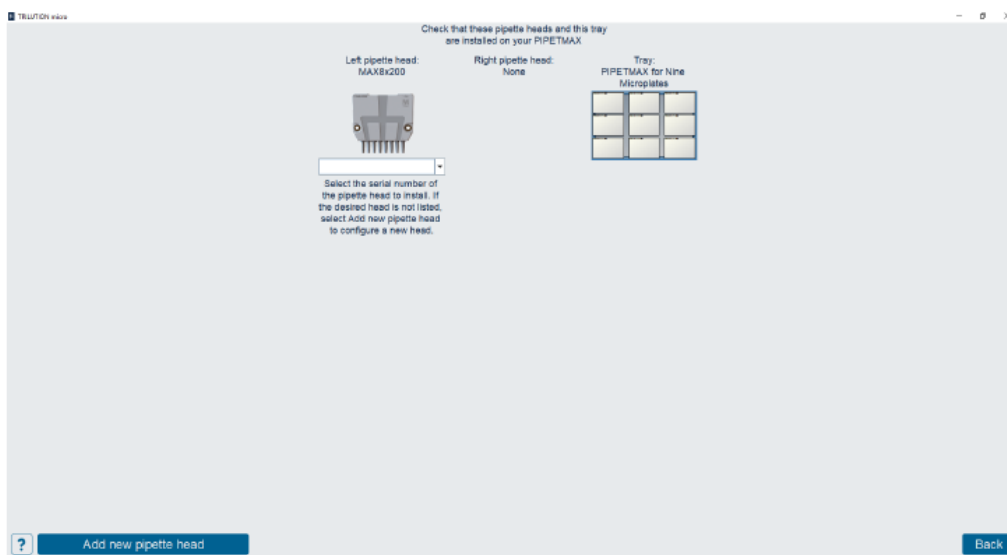 TRILUTION micro
Check that these pipette heads and this tray
are installed on your PIPETMAX
Left pipette head:
MAX8x200
Right pipette head:
None
Tray:
PIPETMAX for Nine
Microplates
Select the serial number of
the pipette head to install. If
the desired head is not listed,
select Add new pipette head
to configure a new head.
?
Add new pipette head
Back